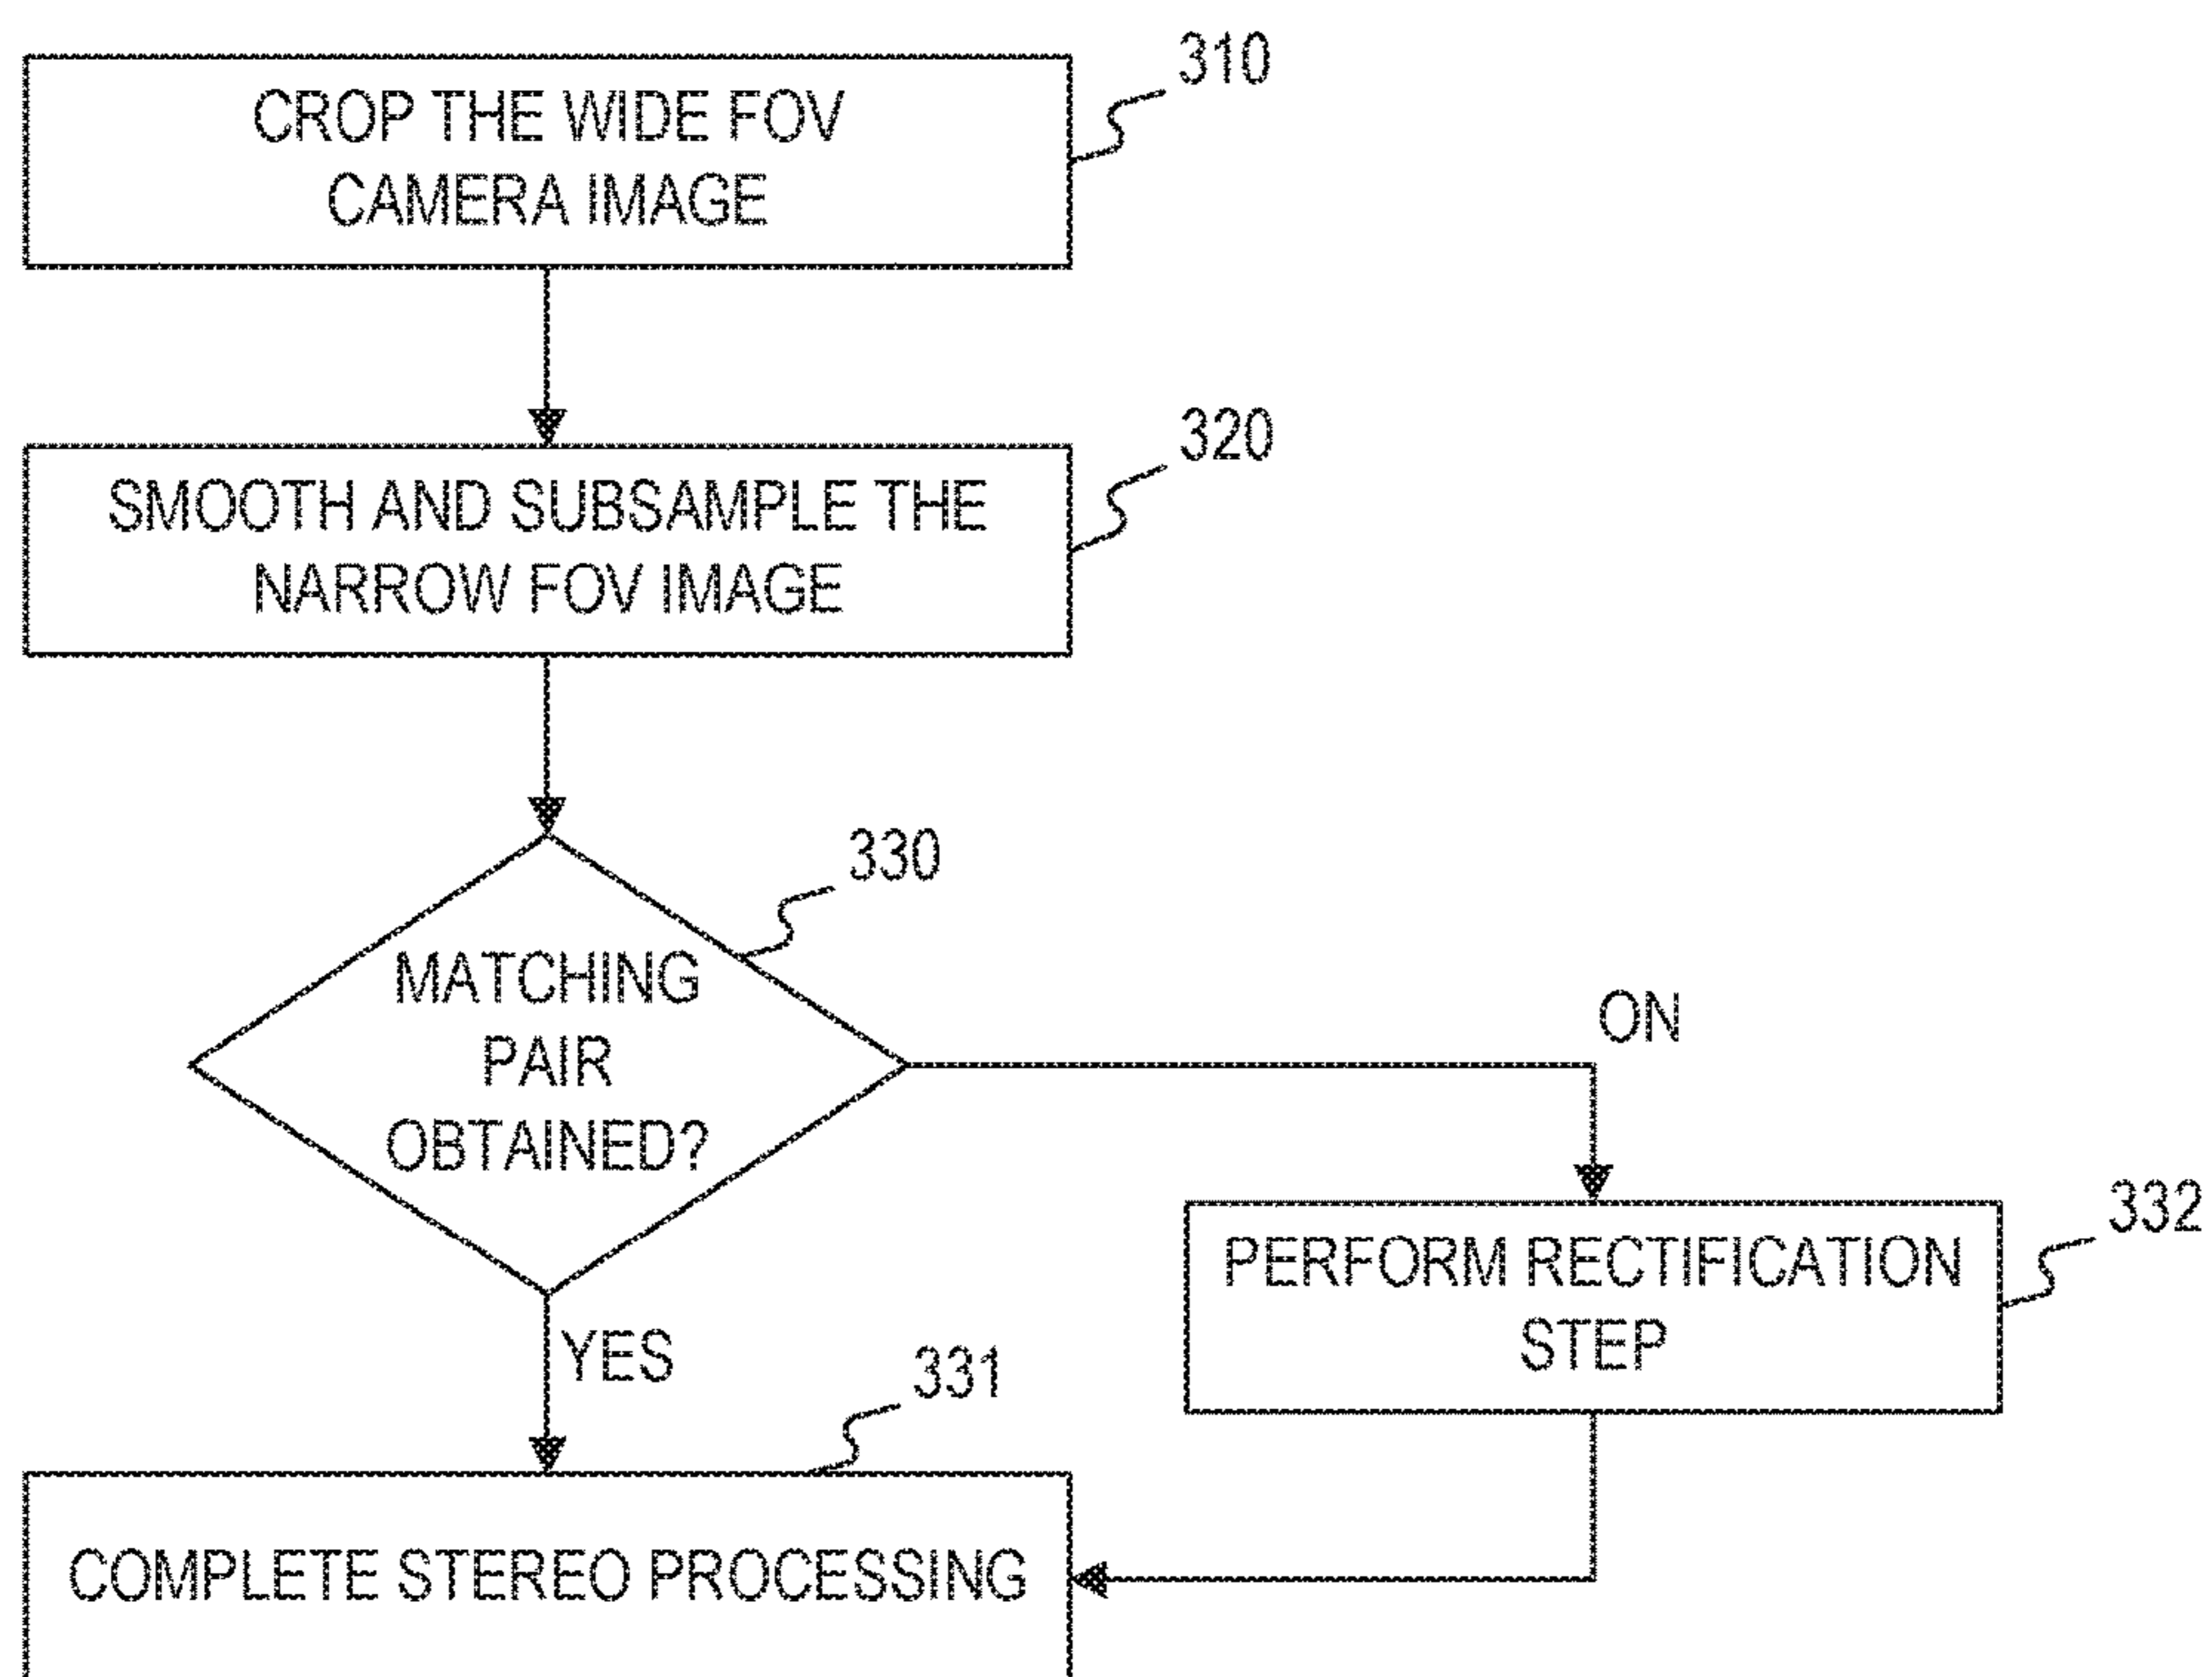 310
CROP THE WIDE FOV
CAMERA IMAGE
320
SMOOTH AND SUBSAMPLE THE
NARROW FOV IMAGE
330
MATCHING
PAIR
OBTAINED?
ON
332
PERFORM RECTIFICATION
STEP
YES
331
COMPLETE STEREO PROCESSING